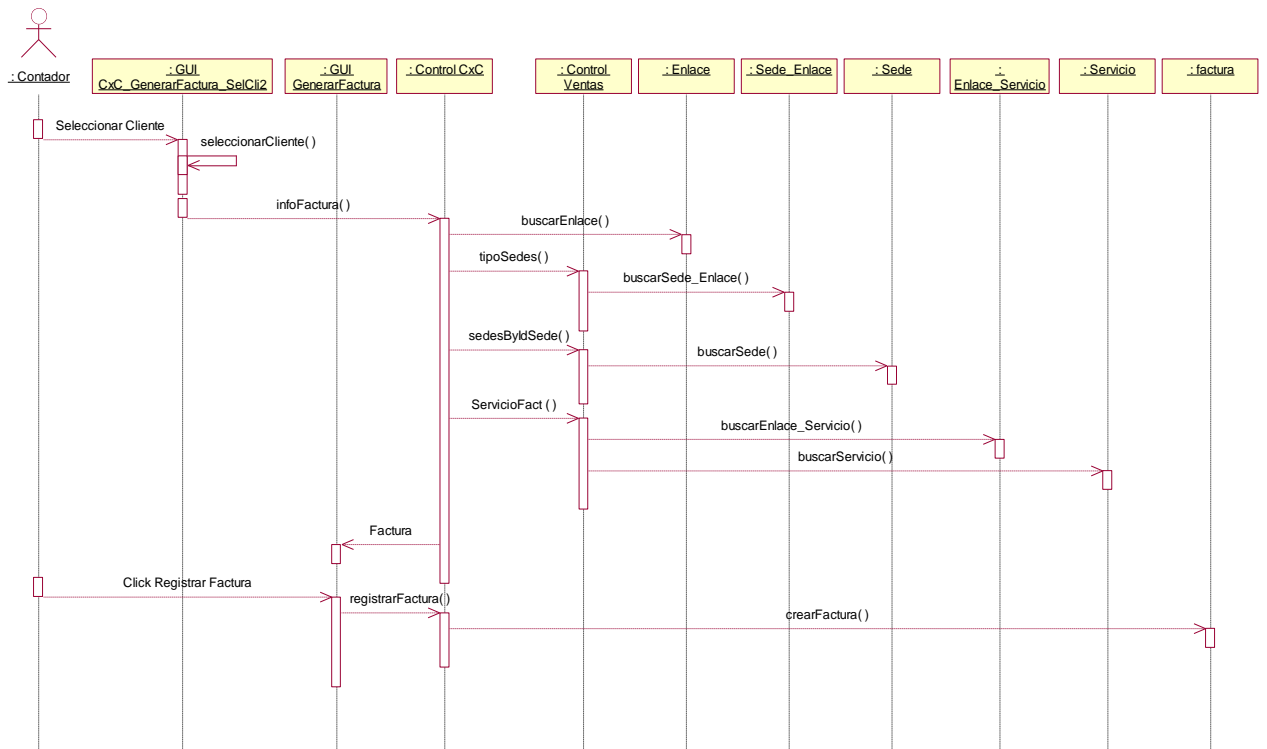 : Contador
: GUI
CxC_GenerarFactura_SelCli2
: GUI
GenerarFactura
: Control CxC
: Control
Ventas
: Enlace
: Sede_Enlace
: Sede
:
Enlace_Servicio
: Servicio
: factura
Seleccionar Cliente
seleccionarCliente( )
infoFactura( )
buscarEnlace( )
tipoSedes( )
buscarSede_Enlace( )
sedesByIdSede( )
buscarSede( )
ServicioFact ( )
buscarEnlace_Servicio( )
buscarServicio( )
Factura
Click Registrar Factura
registrarFactura( )
crearFactura( )